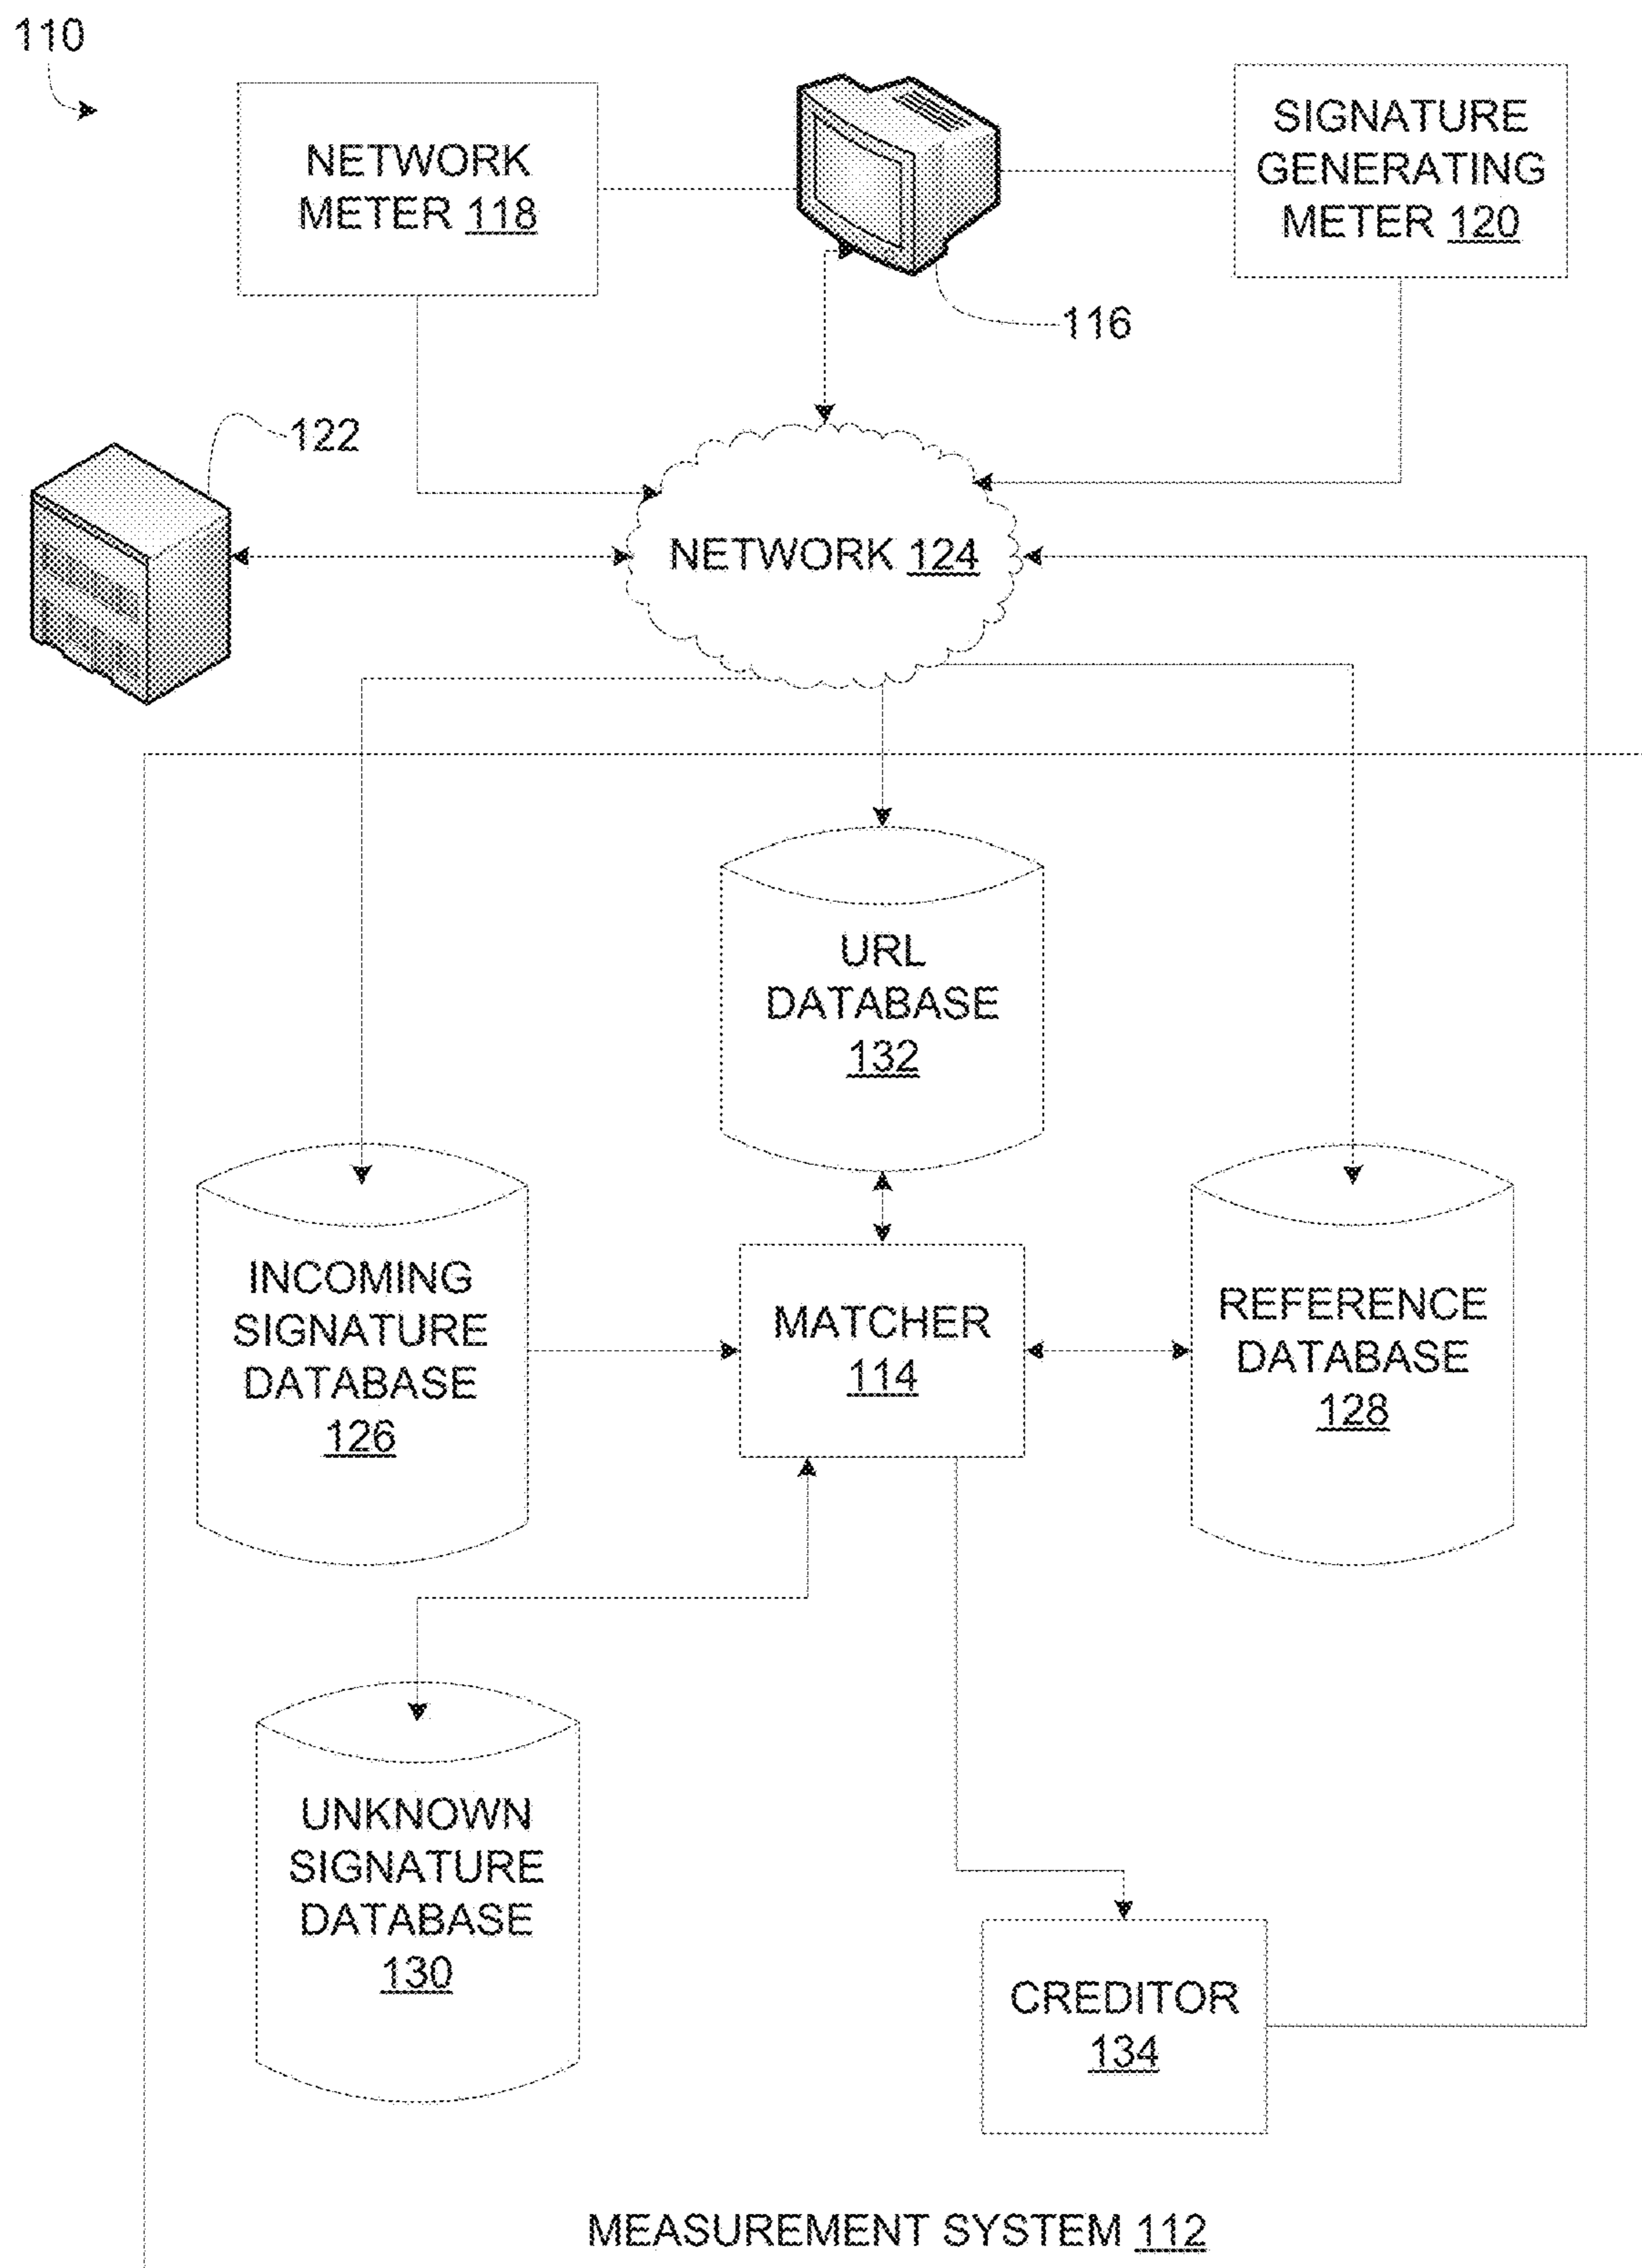 110
NETWORK
METER 118
SIGNATURE
GENERATING
METER 120
116
122
NETWORK 124
URL
DATABASE
132
INCOMING
SIGNATURE
DATABASE
126
MATCHER
114
REFERENCE
DATABASE
128
UNKNOWN
SIGNATURE
DATABASE
130
CREDITOR
134
MEASUREMENT SYSTEM 112